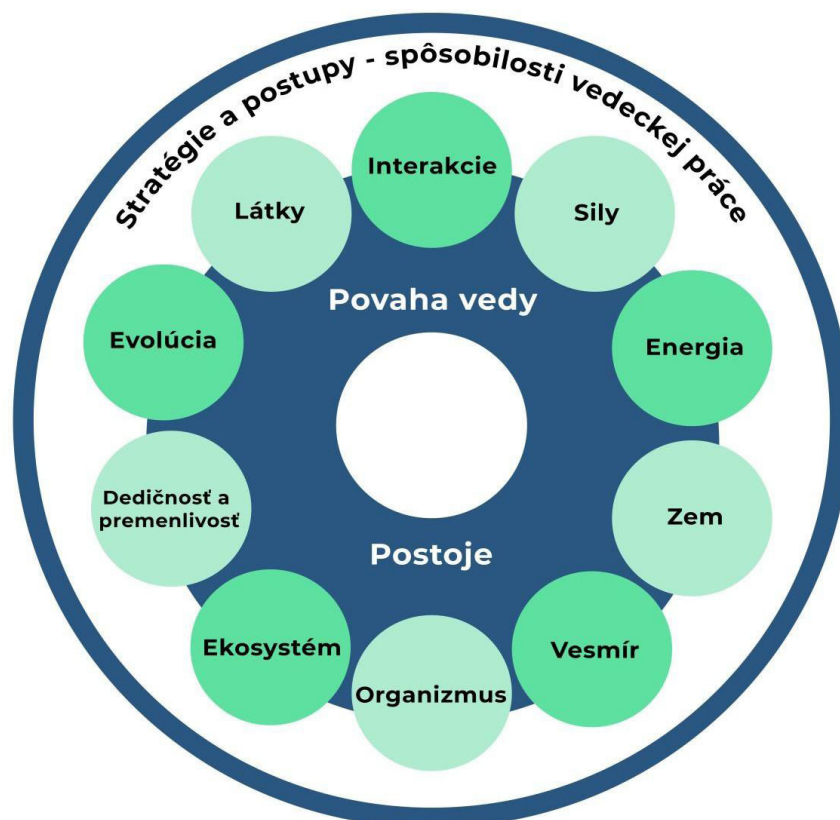 Stratégie a postupy - spôsobilosti vedeckej práce
Interakcie
Látky
Sily
Povaha vedy
Evolúcia
Energia
Dedičnosť a
premenlivosť
Zem
Postoje
Ekosystém
Vesmír
Organizmus